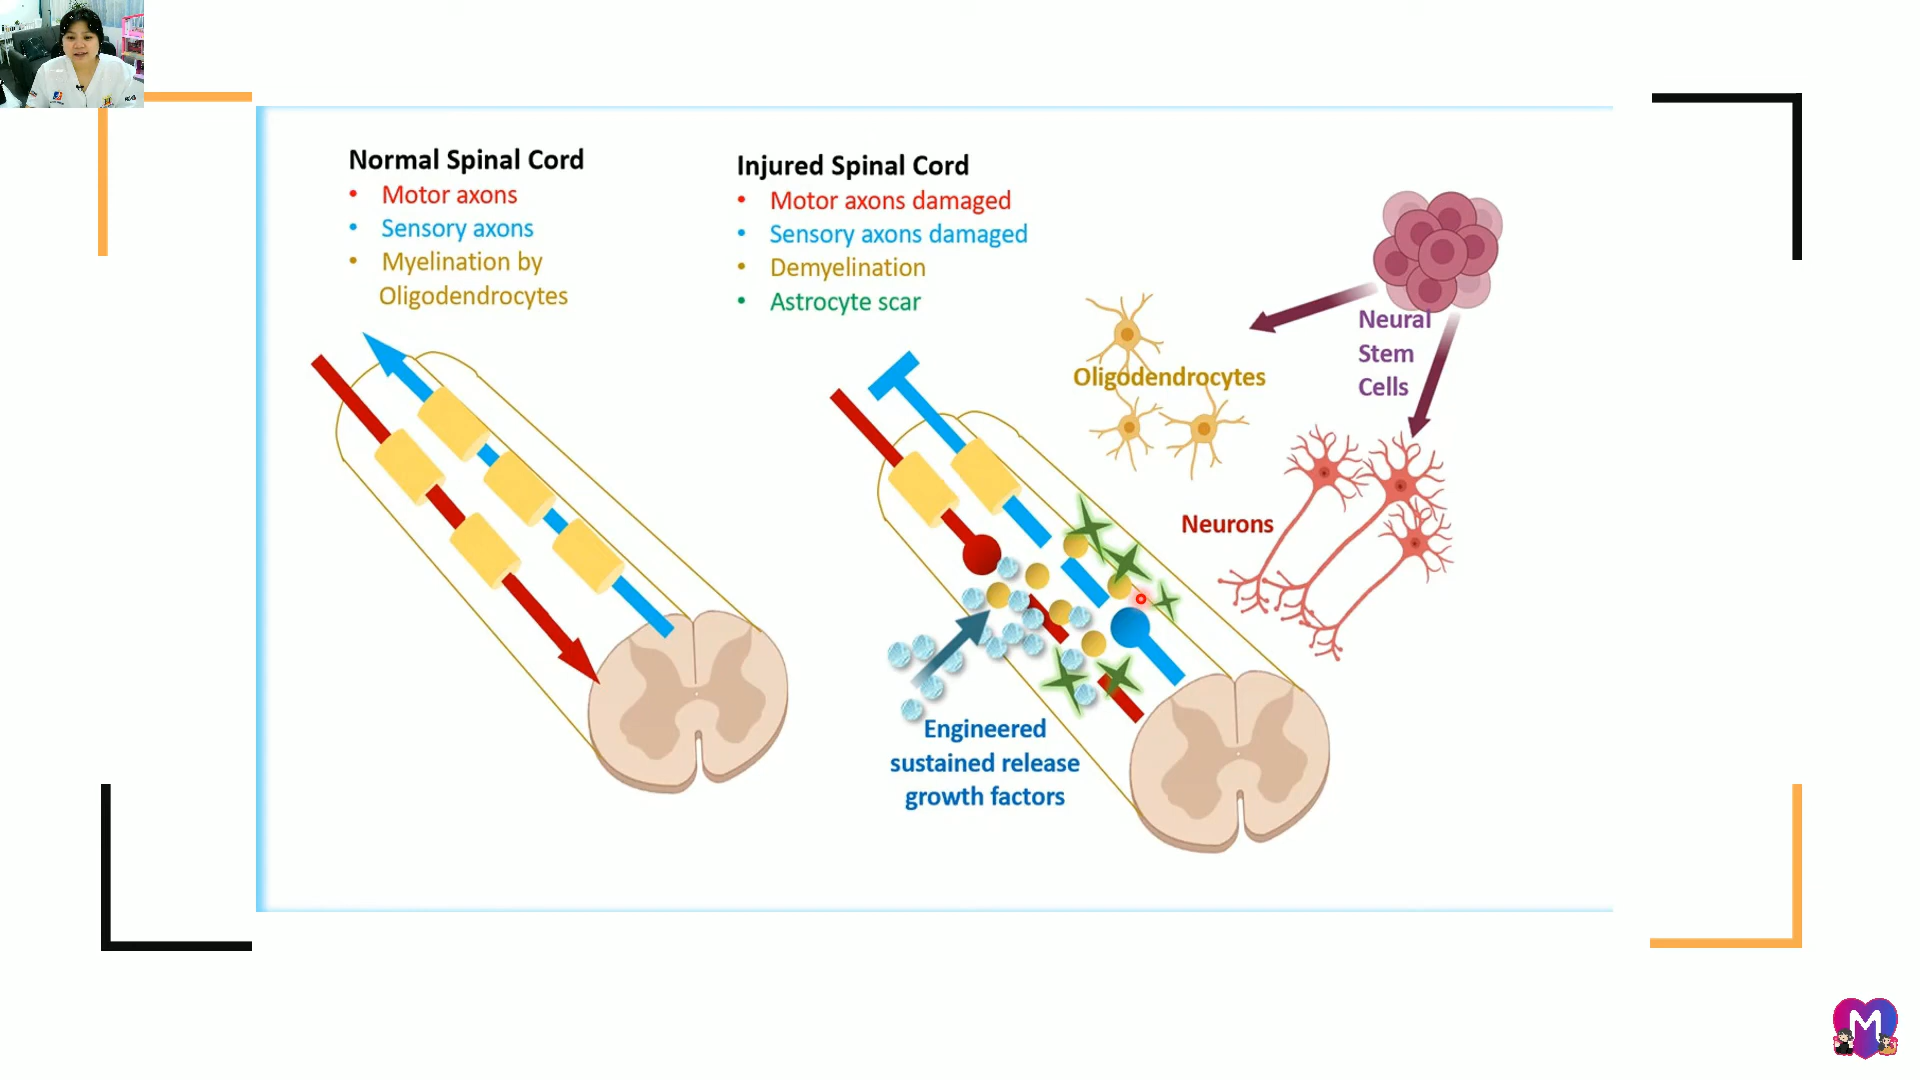 Normal Spinal Cord
• Motor axons
• Sensory axons
• Myelination by
Oligodendrocytes
Injured Spinal Cord
• Motor axons damaged
• Sensory axons damaged
• Demyelination
• Astrocyte scar
Neural
Stem
Cells
Oligodendrocytes
Neurons
Engineered
sustained release
growth factors
M